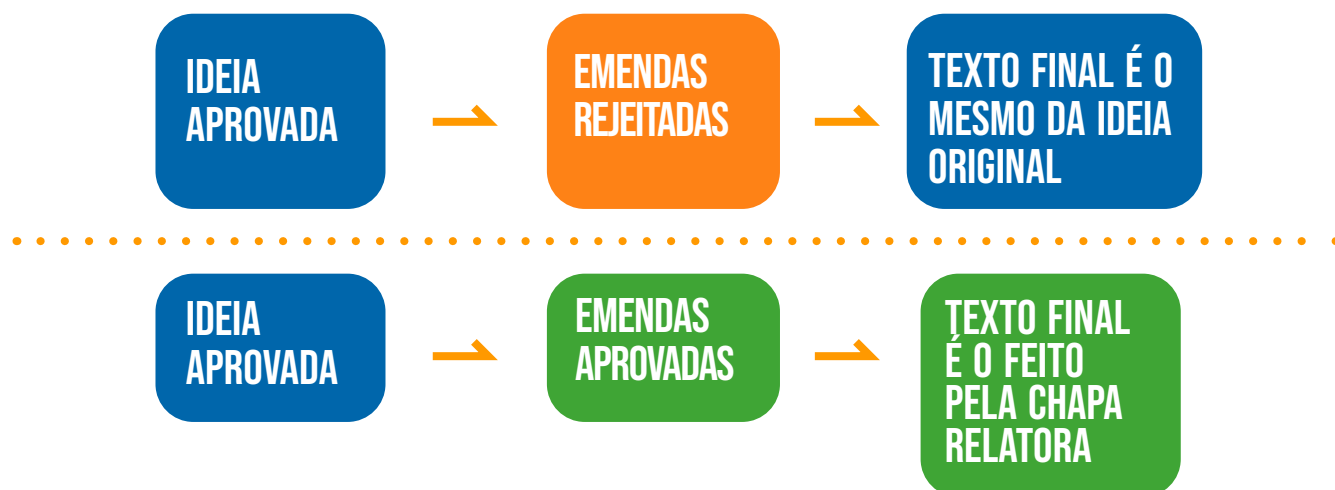 IDEIA
APROVADA
EMENDAS
REJEITADAS
TEXTO FINAL É O
MESMO DA IDEIA
ORIGINAL
IDEIA
APROVADA
EMENDAS
APROVADAS
TEXTO FINAL
É O FEITO
PELA CHAPA
RELATORA